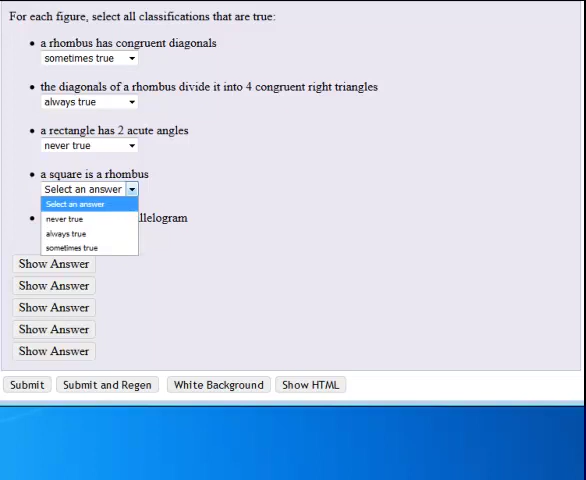 For each figure, select all classifications that are true:
a rhombus has congruent diagonals
sometimes true
the diagonals of a rhombus divide it into 4 congruent right triangles
always true
a rectangle has 2 acute angles
never true
a square is a rhombus
Select an answer
Select an answer
never true
always true
sometimes true
Show Answer
Show Answer
Show Answer
Show Answer
Show Answer
Submit
Submit and Regen
White Background
Show HTML